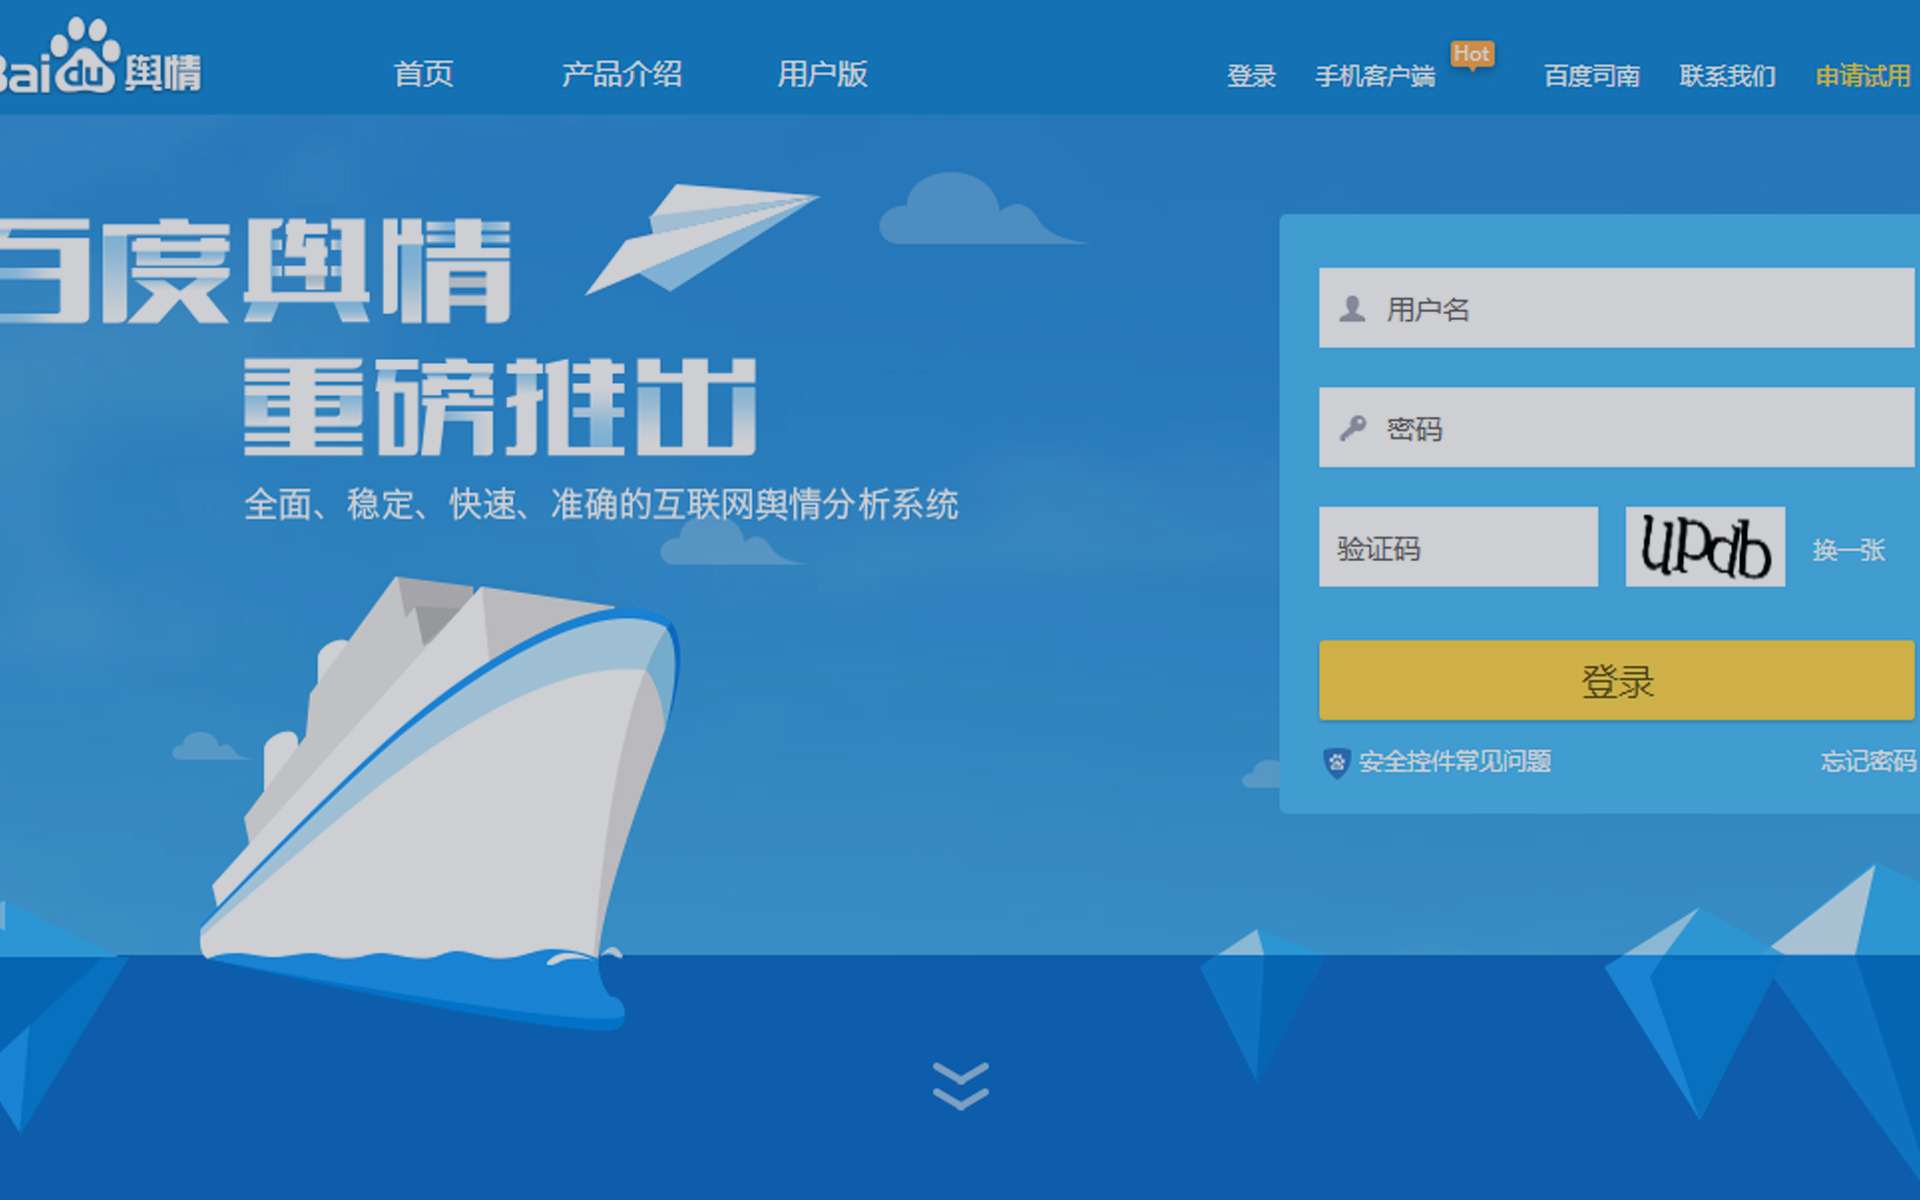 Baidu 舆情
首页 产品介绍 用户版 登录 手机客户端 Hot 百度司南 联系我们 申请试用
百度舆情
重磅推出
全面、稳定、快速、准确的互联网舆情分析系统
用户名
密码
验证码 updb 换一张
登录
安全控件常见问题 忘记密码